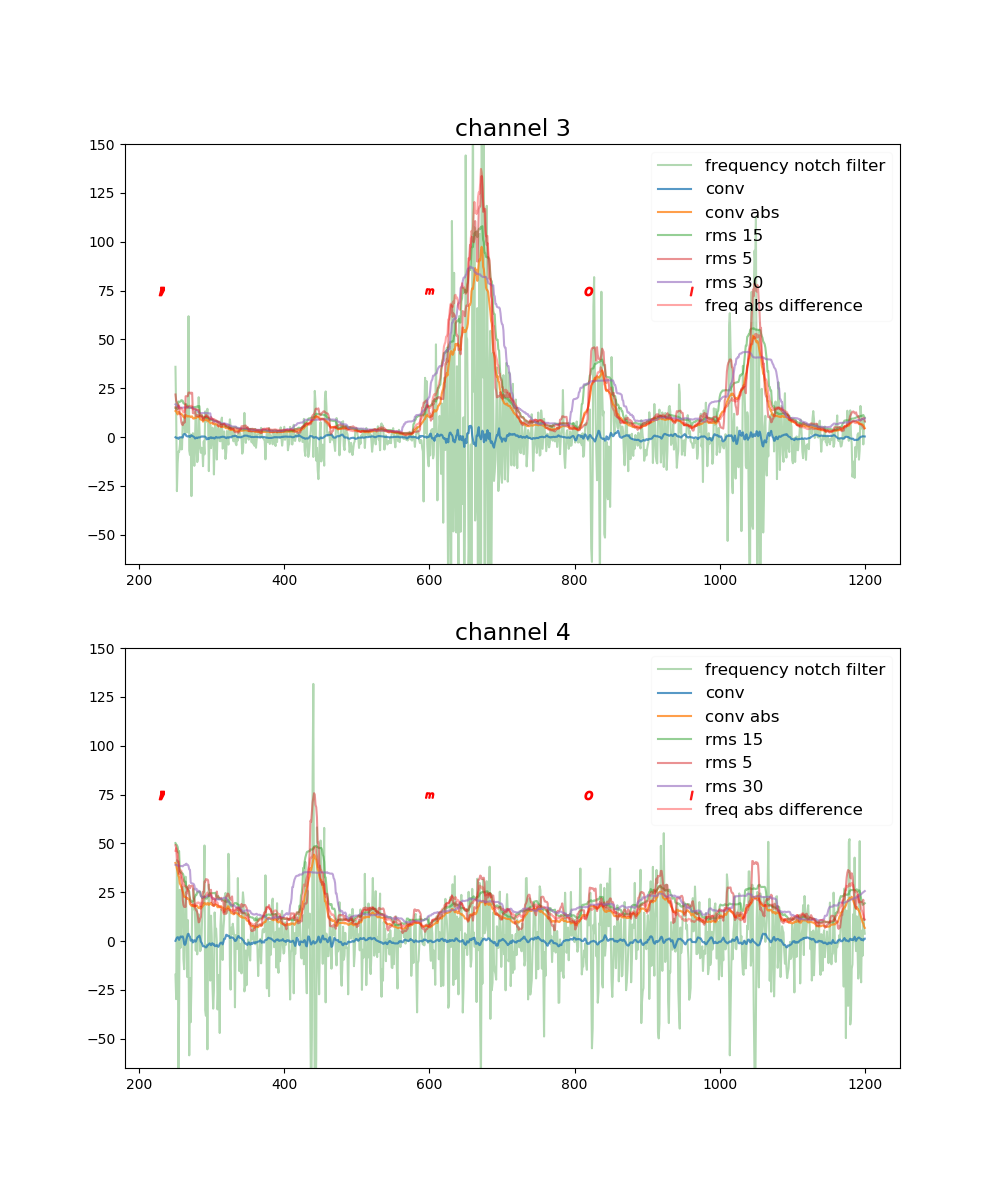 channel 3
150
125
100
75
50
25
0
−25
−50
frequency notch filter
conv
conv abs
rms 15
rms 5
rms 30
freq abs difference
, m o l
200 400 600 800 1000 1200
channel 4
150
125
100
75
50
25
0
−25
−50
frequency notch filter
conv
conv abs
rms 15
rms 5
rms 30
freq abs difference
, m o l
200 400 600 800 1000 1200